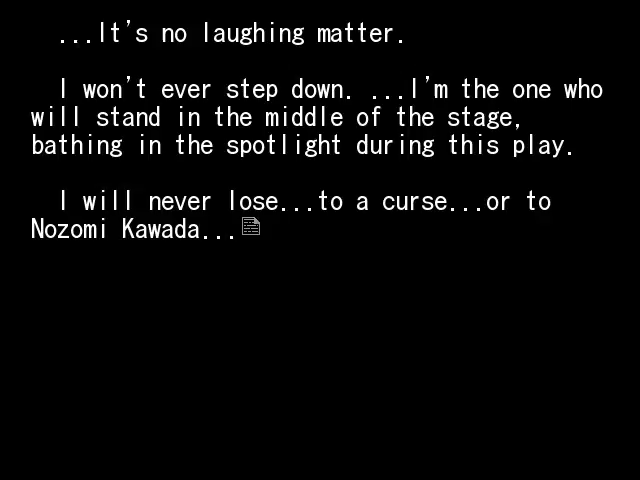 ...It's no laughing matter.
I won't ever step down. ...I'm the one who
will stand in the middle of the stage,
bathing in the spotlight during this play.
I will never lose...to a curse...or to
Nozomi Kawada...